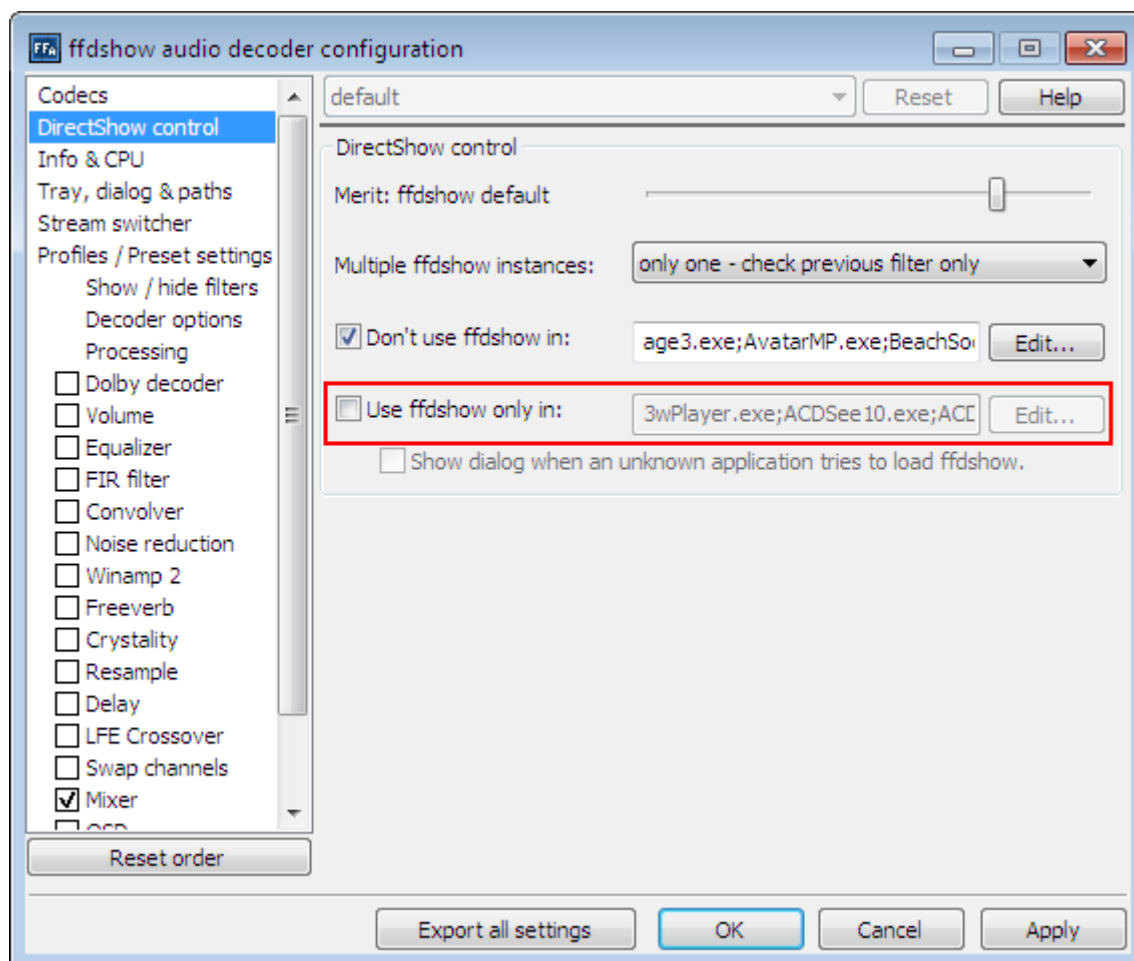 FFA ffdshow audio decoder configuration
Codecs
DirectShow control
Info & CPU
Tray, dialog & paths
Stream switcher
Profiles / Preset settings
Show / hide filters
Decoder options
Processing
Dolby decoder
Volume
Equalizer
FIR filter
Convolver
Noise reduction
Winamp 2
Freeverb
Crystality
Resample
Delay
LFE Crossover
Swap channels
Mixer
Reset order
default
Reset
Help
DirectShow control
Merit: ffdshow default
Multiple ffdshow instances: only one - check previous filter only
Don't use ffdshow in: age3.exe;AvatarMP.exe;BeachSo Edit...
Use ffdshow only in: 3wPlayer.exe;ACDSee10.exe;ACD Edit...
Show dialog when an unknown application tries to load ffdshow.
Export all settings
OK
Cancel
Apply